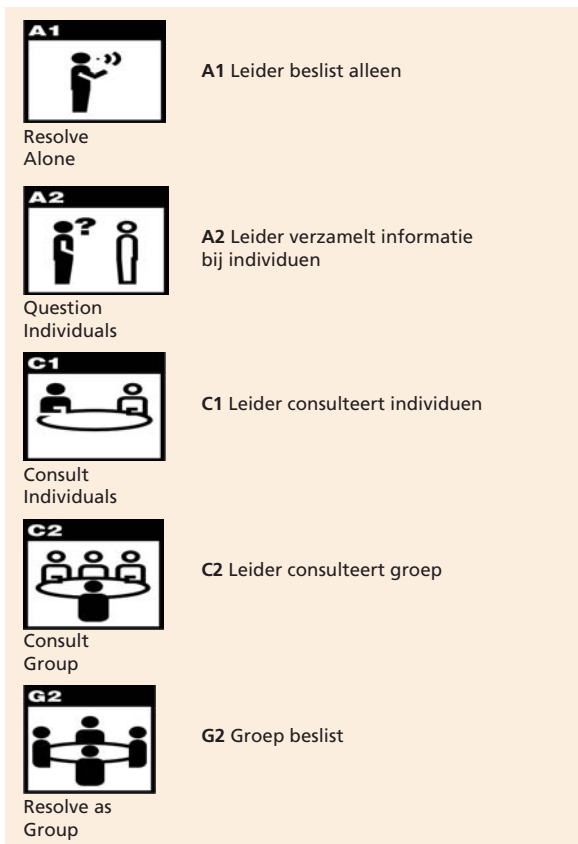 A1
A1 Leider beslist alleen
Resolve
Alone
A2
?
A2 Leider verzamelt informatie
bij individuen
Question
Individuals
C1
C1 Leider consulteert individuen
Consult
Individuals
C2
C2 Leider consulteert groep
Consult
Group
G2
G2 Groep beslist
Resolve as
Group